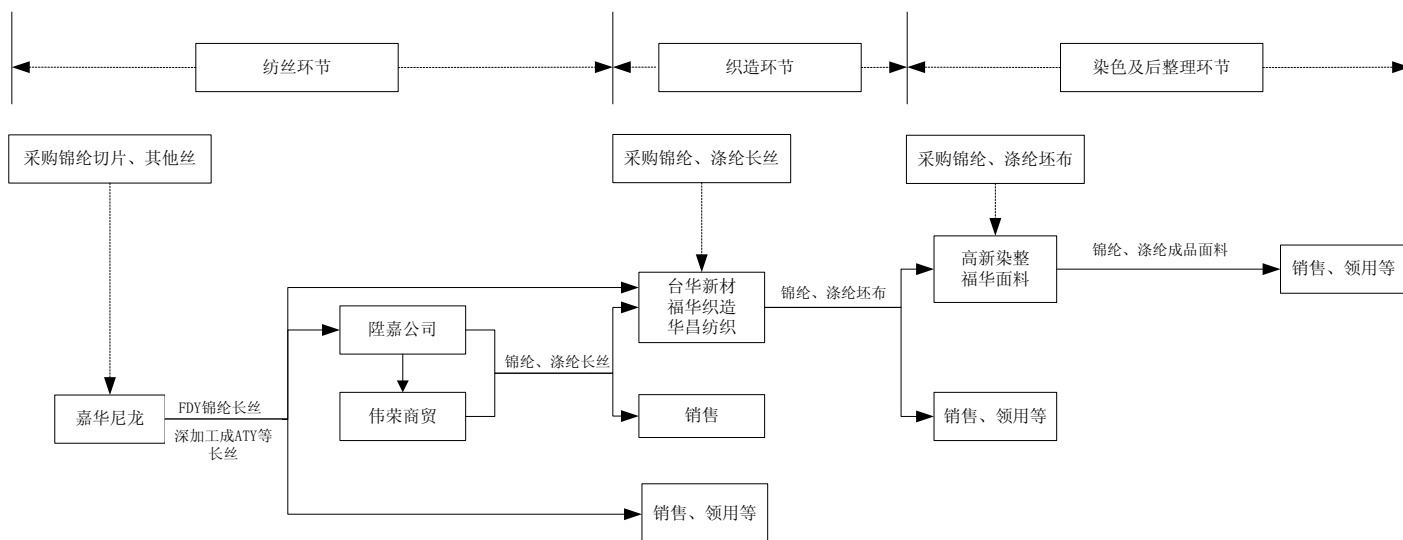 纺丝环节
织造环节
染色及后整理环节
采购锦纶切片、其他丝
采购锦纶、涤纶长丝
采购锦纶、涤纶坯布
高新染整
福华面料
锦纶、涤纶成品面料
销售、领用等
台华新材
福华织造
华昌纺织
锦纶、涤纶坯布
陞嘉公司
锦纶、涤纶长丝
伟荣商贸
销售
销售、领用等
嘉华尼龙
FDY锦纶长丝
深加工成ATY等
长丝
销售、领用等